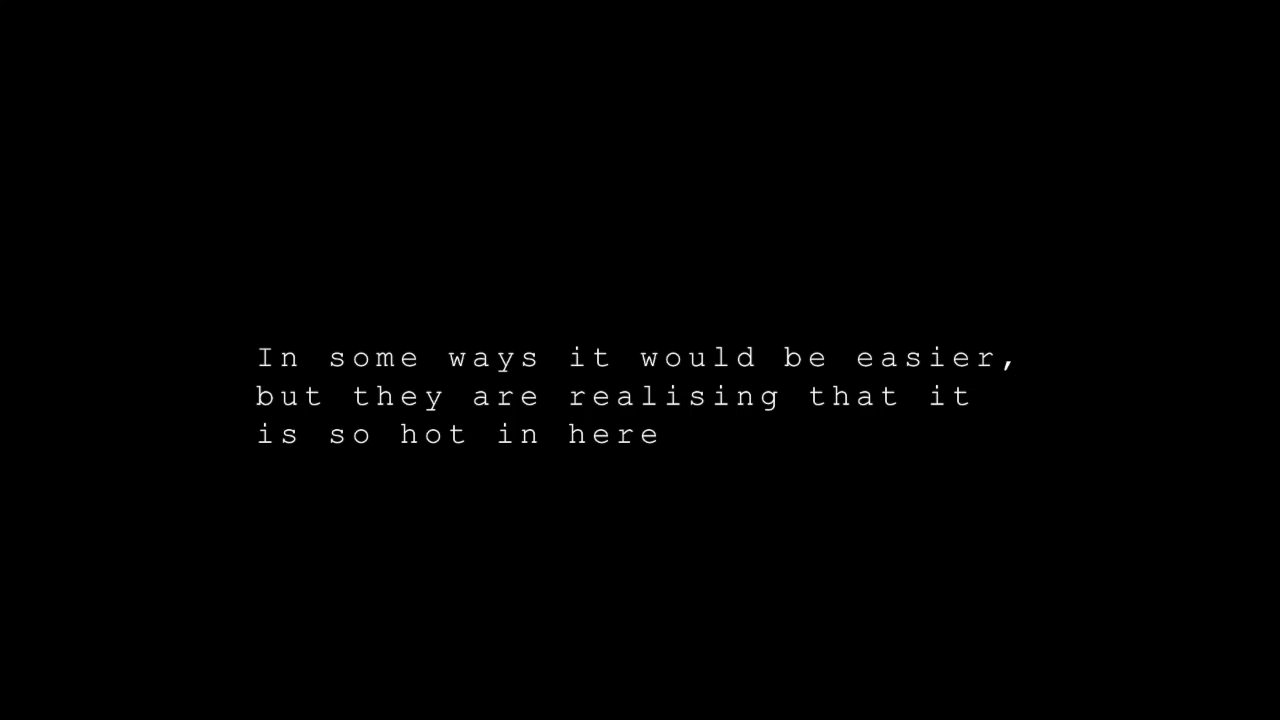 In some ways it would be easier,
but they are realising that it
is so hot in here